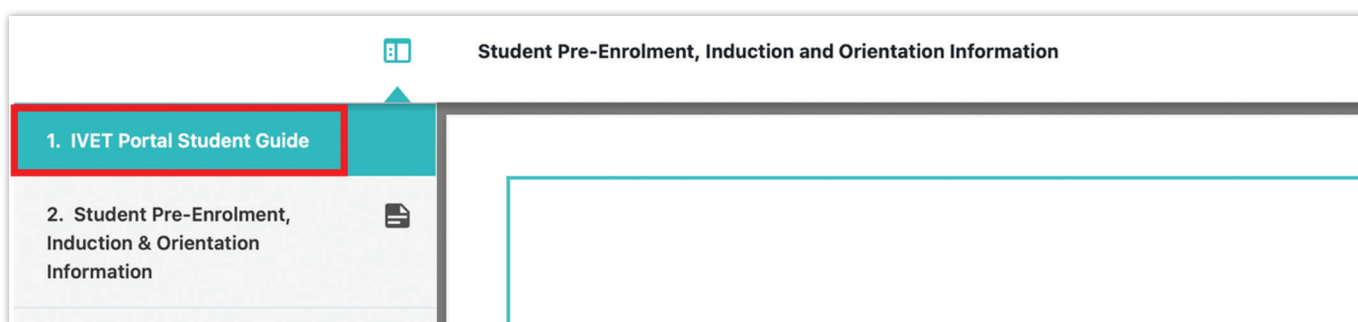 Student Pre-Enrolment, Induction and Orientation Information
1. IVET Portal Student Guide
2. Student Pre-Enrolment,
Induction & Orientation
Information